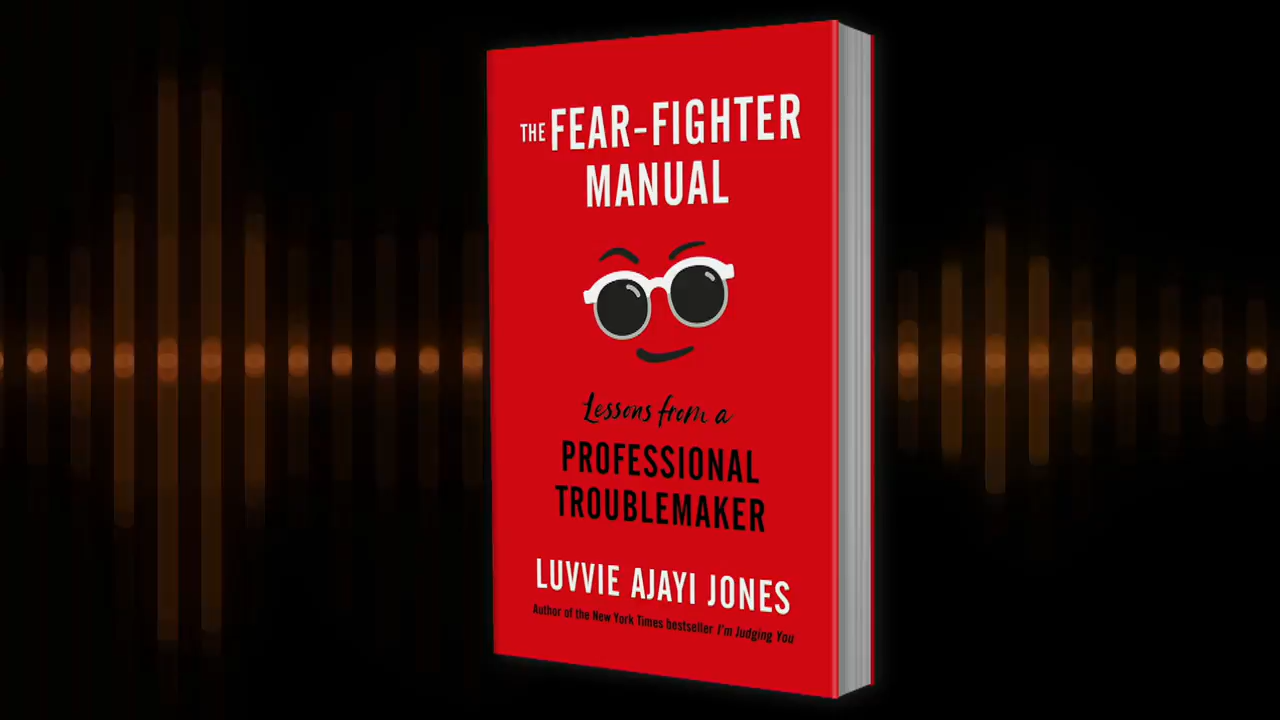 THE FEAR-FIGHTER
MANUAL
Lessons from a
PROFESSIONAL
TROUBLEMAKER
LUVVIE AJAYI JONES
Author of the New York Times bestseller I'm Judging You